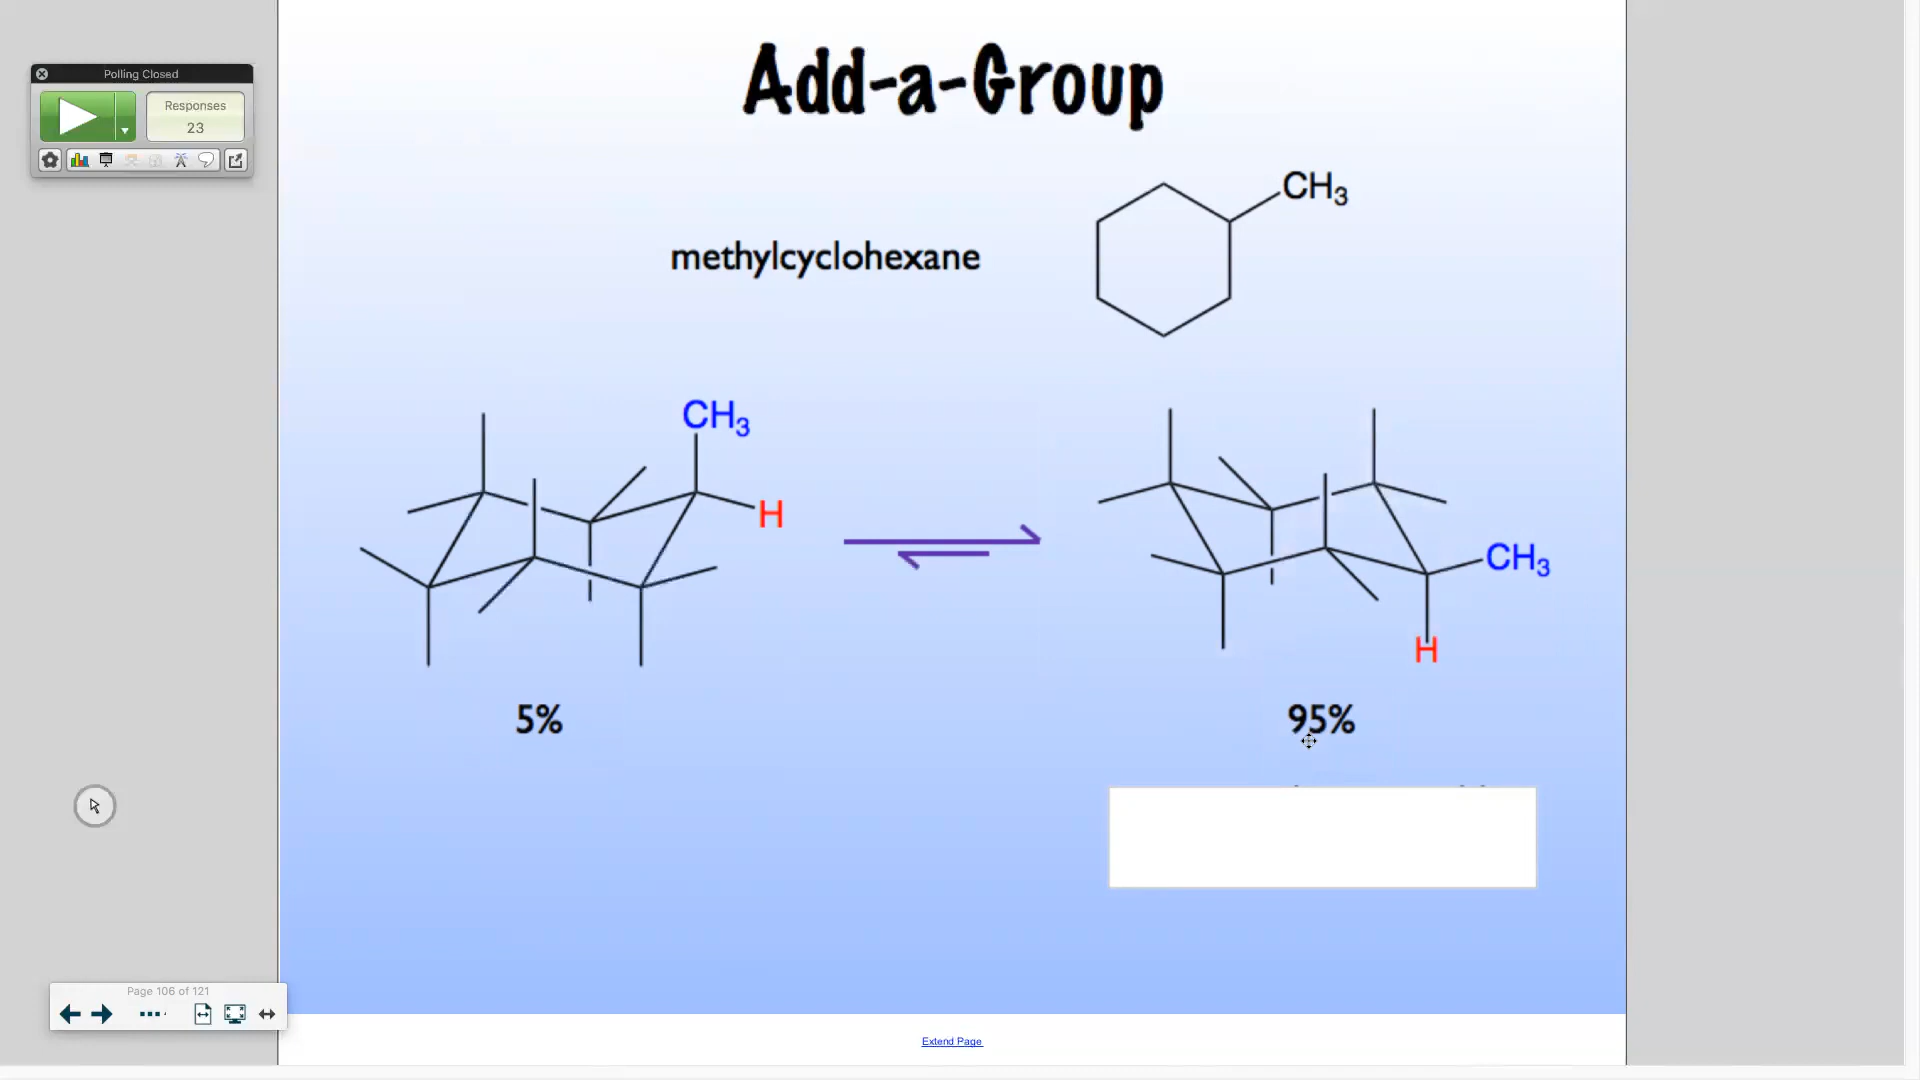 Polling Closed
Responses
23
Add-a-Group
CH3
methylcyclohexane
CH3
H
CH3
H
5%
95%
Page 106 of 121
Extend Page